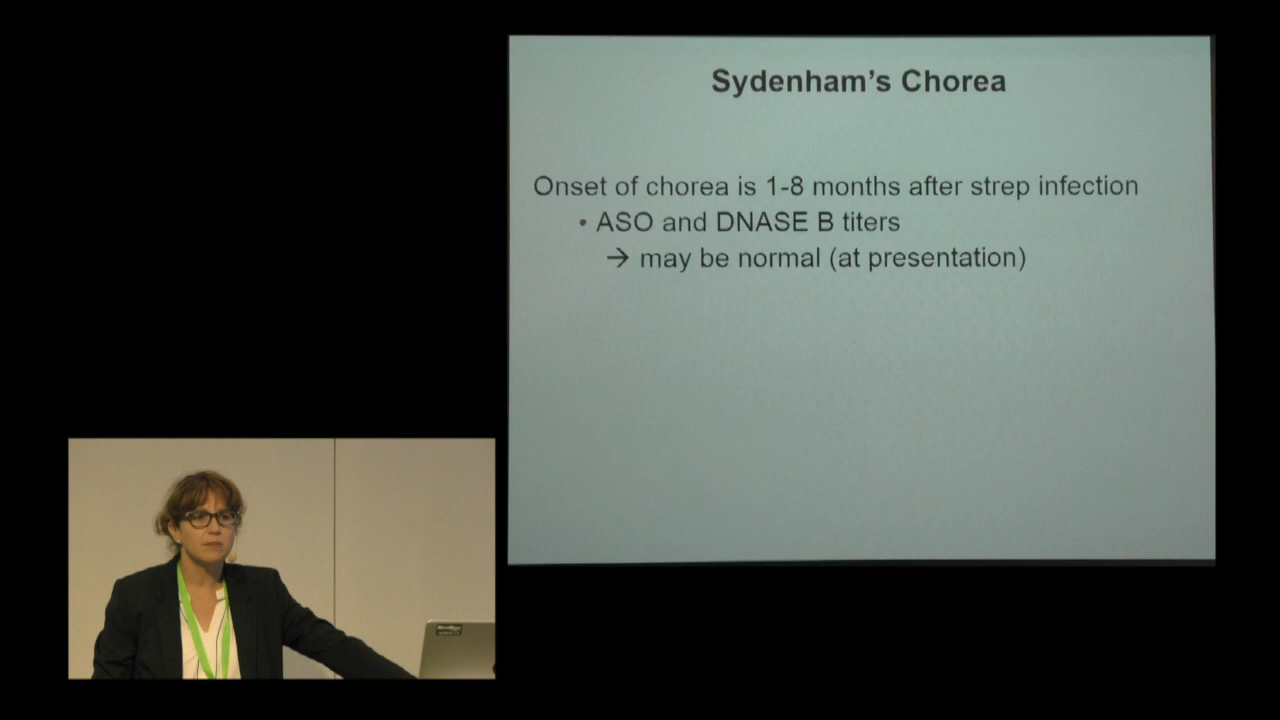 Sydenham's Chorea
Onset of chorea is 1-8 months after strep infection
• ASO and DNASE B titers
→ may be normal (at presentation)